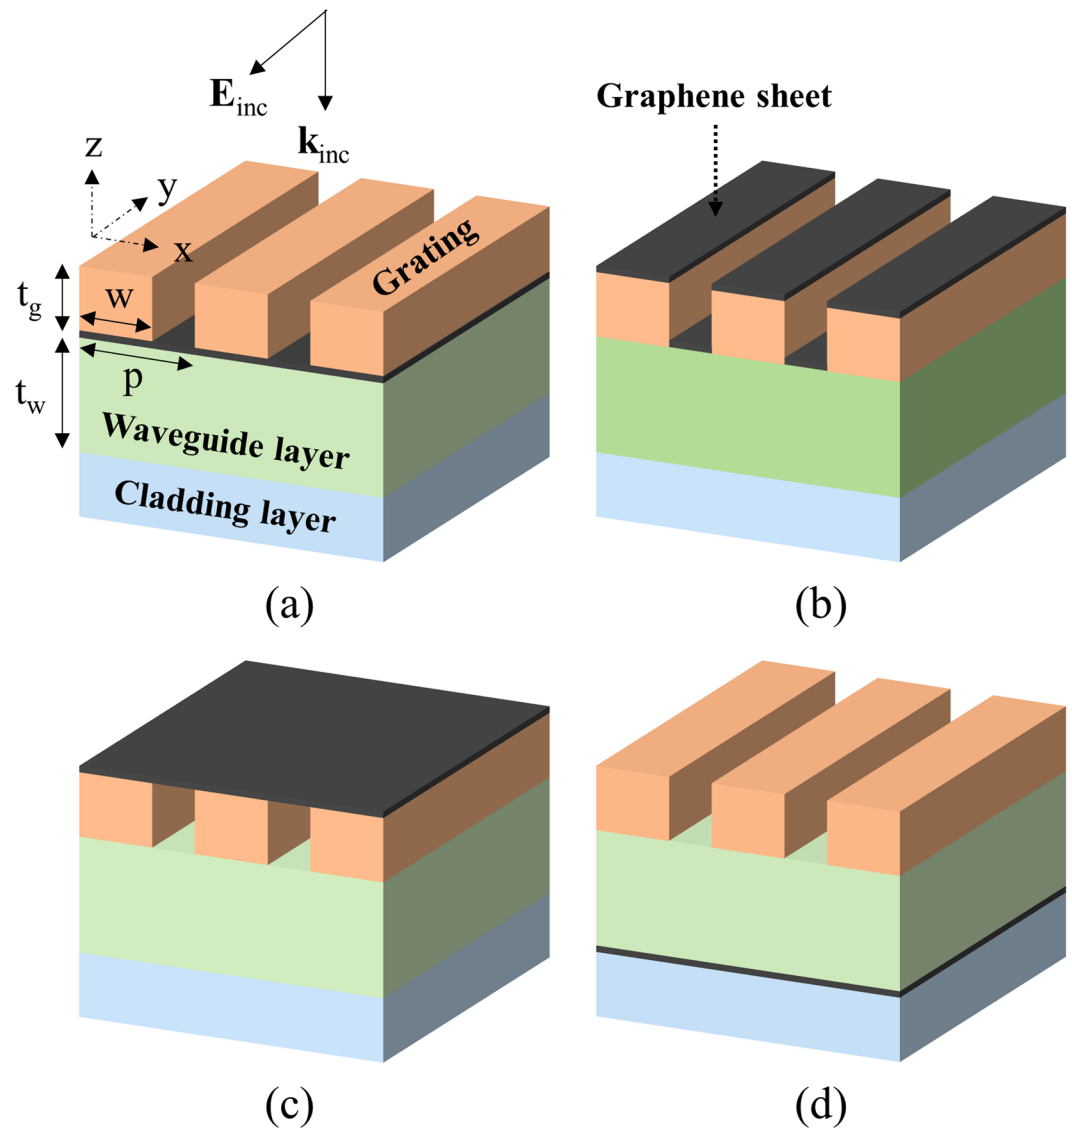 E_inc
k_inc
Graphene sheet
z
y
x
Grating
t_g
w
p
t_w
Waveguide layer
Cladding layer
(a)
(b)
(c)
(d)